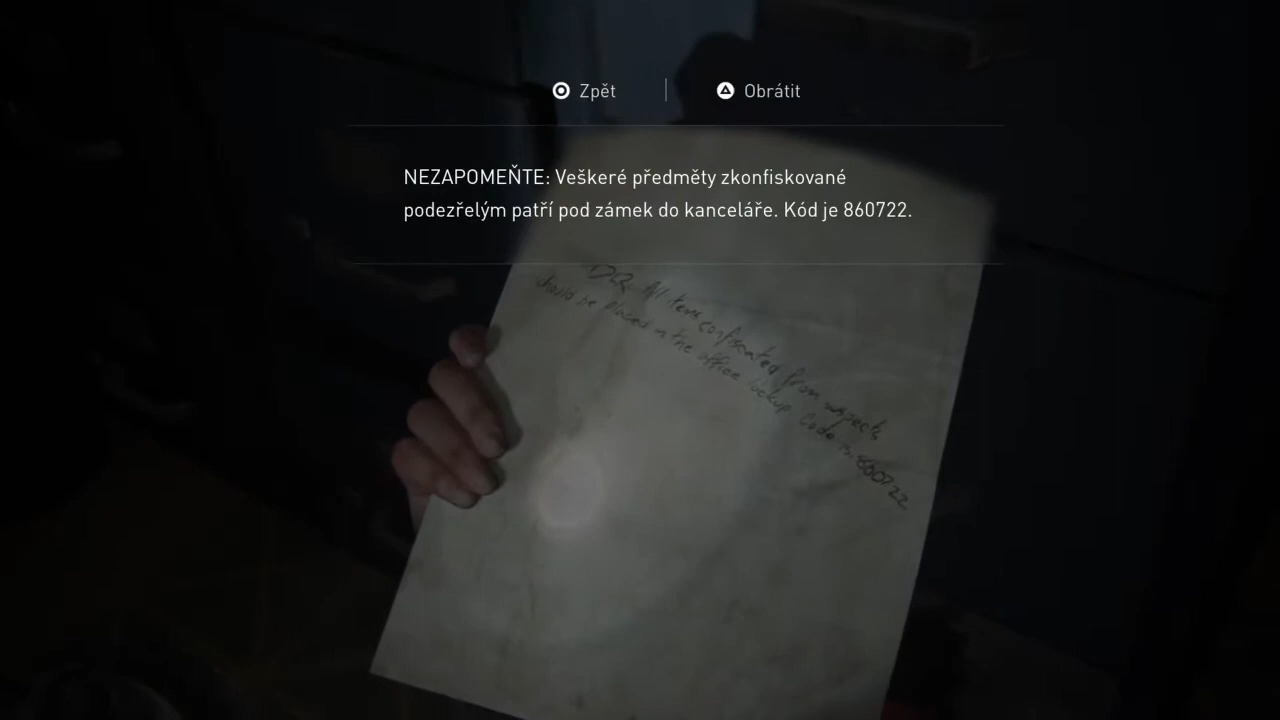 Zpět
Obrátit
NEZAPOMEŇTE: Veškeré předměty zkonfiskované
podezřelým patří pod zámek do kanceláře. Kód je 860722.
All items confiscated from suspects
should be placed in the office lockup. Code is 860722